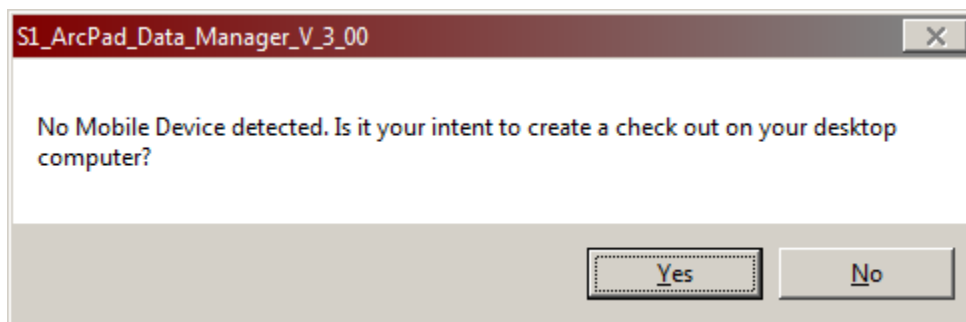 S1_ArcPad_Data_Manager_V_3_00
No Mobile Device detected. Is it your intent to create a check out on your desktop
computer?
Yes
No